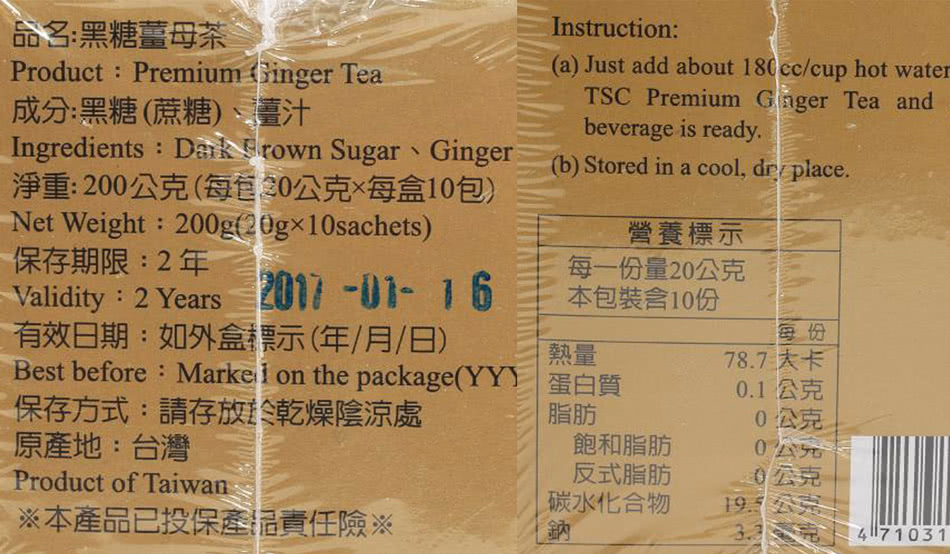 品名:黑糖薑母茶
Product：Premium Ginger Tea
成分:黑糖(蔗糖)、薑汁
Ingredients：Dark Brown Sugar、Ginger
淨重:200公克(每包20公克×每盒10包)
Net Weight：200g(20g×10sachets)
保存期限：2年
Validity：2 Years
2017-01-16
有效日期：如外盒標示(年/月/日)
Best before：Marked on the package(YYY
保存方式：請存放於乾燥陰涼處
原產地：台灣
Product of Taiwan
※本產品已投保產品責任險※
Instruction:
(a) Just add about 180cc/cup hot water
TSC Premium Ginger Tea and
beverage is ready.
(b) Stored in a cool, dry place.
營養標示
每一份量20公克
本包裝含10份
每份
熱量 78.7大卡
蛋白質 0.1公克
脂肪 0公克
飽和脂肪 0公克
反式脂肪 0公克
碳水化合物 19.5公克
鈉 3.3毫克
4 71031